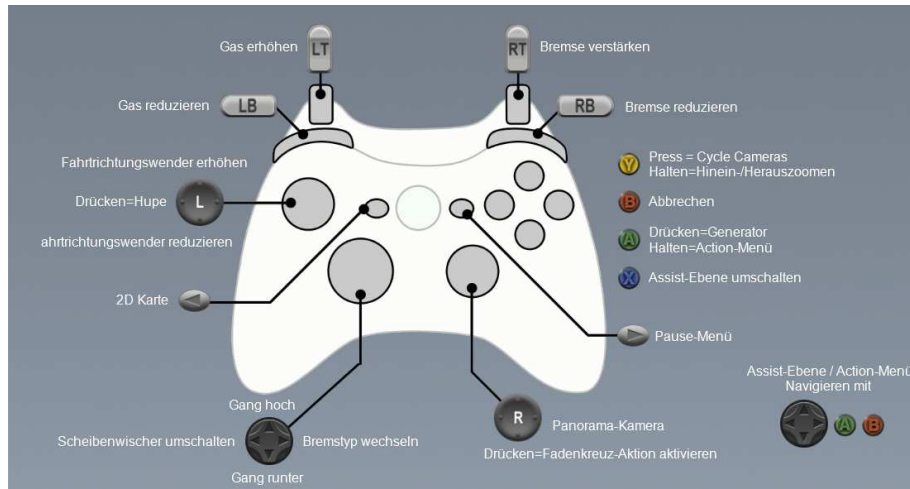 Gas erhöhen LT RT Bremse verstärken
Gas reduzieren LB RB Bremse reduzieren
Fahrtrichtungswender erhöhen
Drücken=Hupe L
ahrtrichtungswender reduzieren
Y Press = Cycle Cameras
Halten=Hinein-/Herauszoomen
B Abbrechen
A Drücken=Generator
Halten=Action-Menü
X Assist-Ebene umschalten
2D Karte
Pause-Menü
Gang hoch
Scheibenwischer umschalten Bremstyp wechseln
Gang runter
R Panorama-Kamera
Drücken=Fadenkreuz-Aktion aktivieren
Assist-Ebene / Action-Menü
Navigieren mit
A B